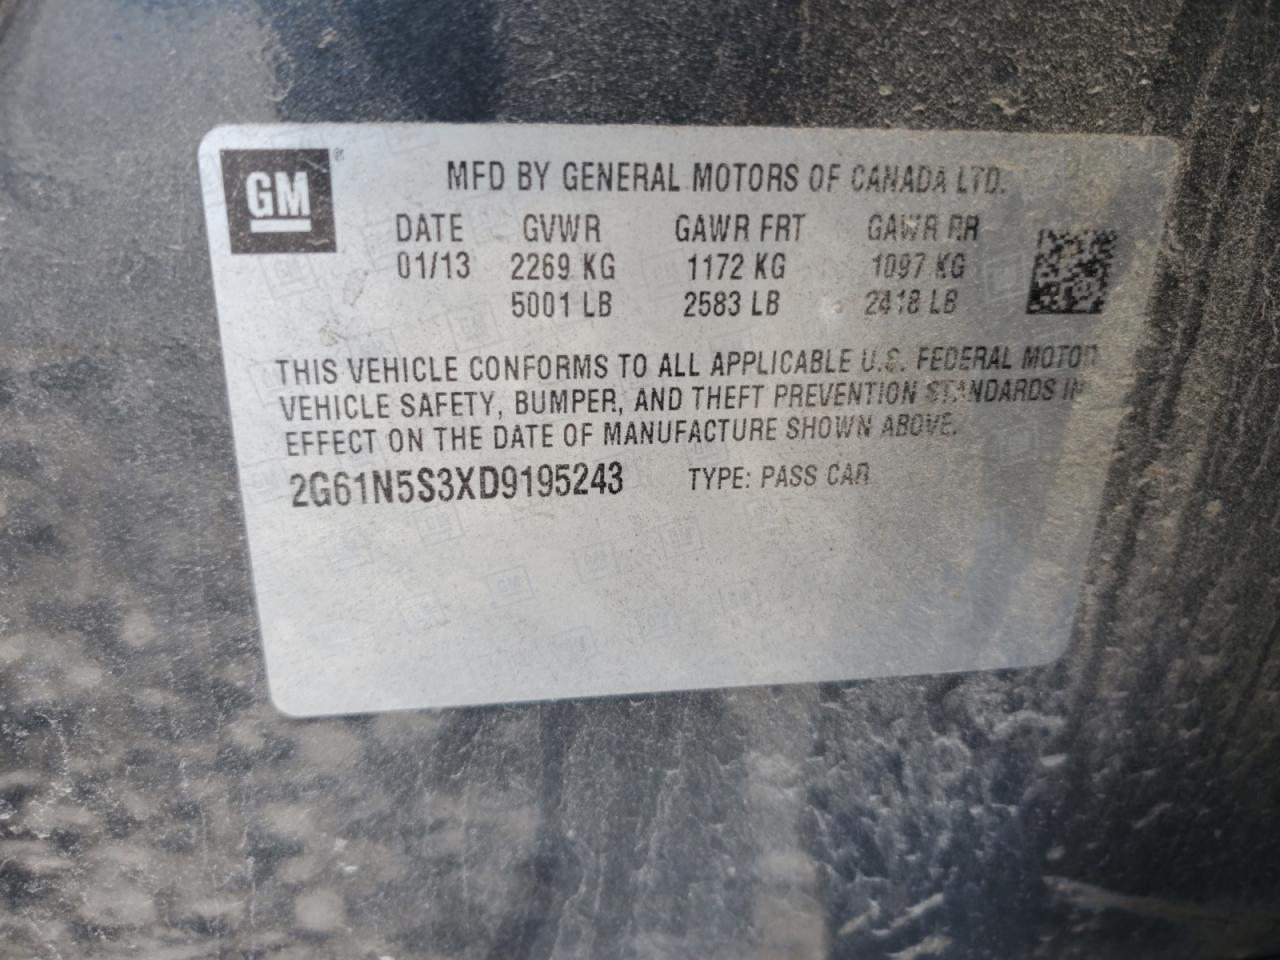 GM
MFD BY GENERAL MOTORS OF CANADA LTD.
DATE GVWR GAWR FRT GAWR RR
01/13 2269 KG 1172 KG 1097 KG
5001 LB 2583 LB 2418 LB
THIS VEHICLE CONFORMS TO ALL APPLICABLE U.S. FEDERAL MOTOR
VEHICLE SAFETY, BUMPER, AND THEFT PREVENTION STANDARDS IN
EFFECT ON THE DATE OF MANUFACTURE SHOWN ABOVE.
2G61N5S3XD9195243 TYPE: PASS CAR